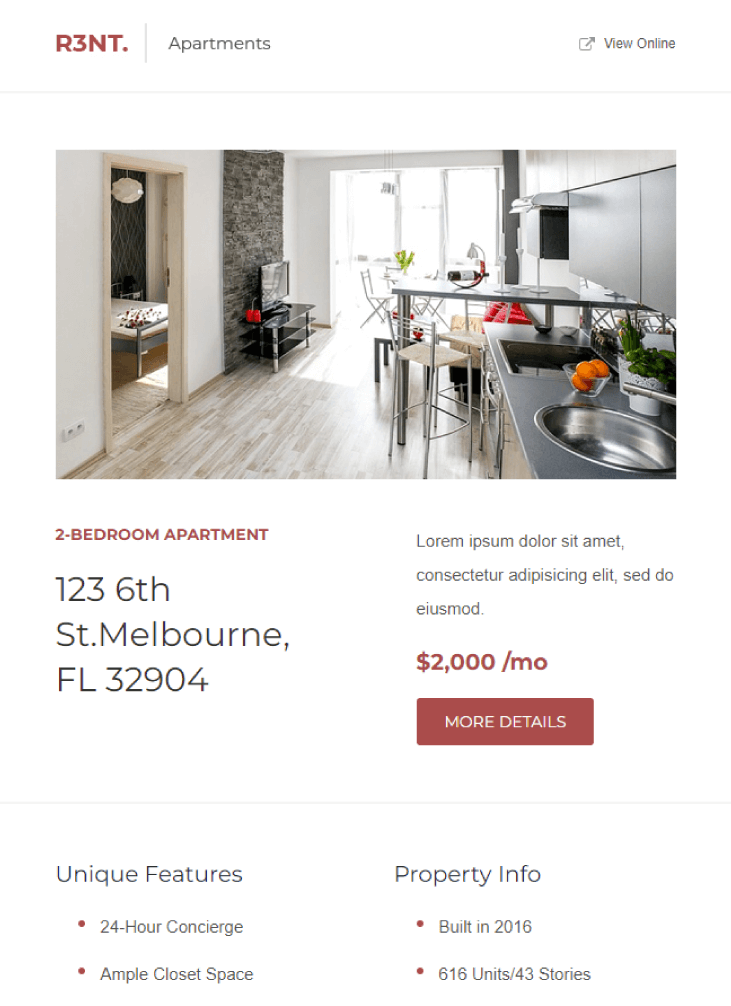 R3NT.
Apartments
View Online
2-BEDROOM APARTMENT
123 6th
St.Melbourne,
FL 32904
Lorem ipsum dolor sit amet,
consectetur adipisicing elit, sed do
eiusmod.
$2,000 /mo
MORE DETAILS
Unique Features
24-Hour Concierge
Ample Closet Space
Property Info
Built in 2016
616 Units/43 Stories